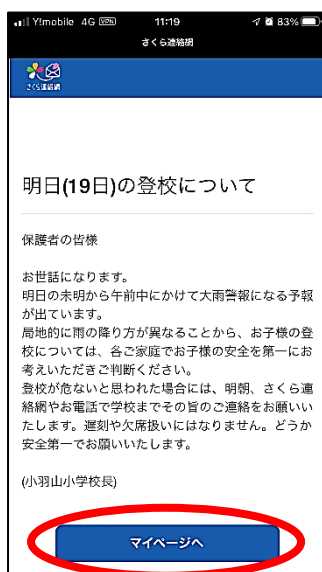 Y!mobile 4G VPN 11:19 83%
さくら連絡網
さくら連絡網
明日(19日)の登校について
保護者の皆様
お世話になります。
明日の未明から午前中にかけて大雨警報になる予報
が出ています。
局地的に雨の降り方が異なることから、お子様の登
校については、各ご家庭でお子様の安全を第一にお
考えいただきご判断ください。
登校が危ないと思われた場合には、明朝、さくら連
絡網やお電話で学校までその旨のご連絡をお願いい
たします。遅刻や欠席扱いにはなりません。どうか
安全第一でお願いいたします。
(小羽山小学校長)
マイページへ